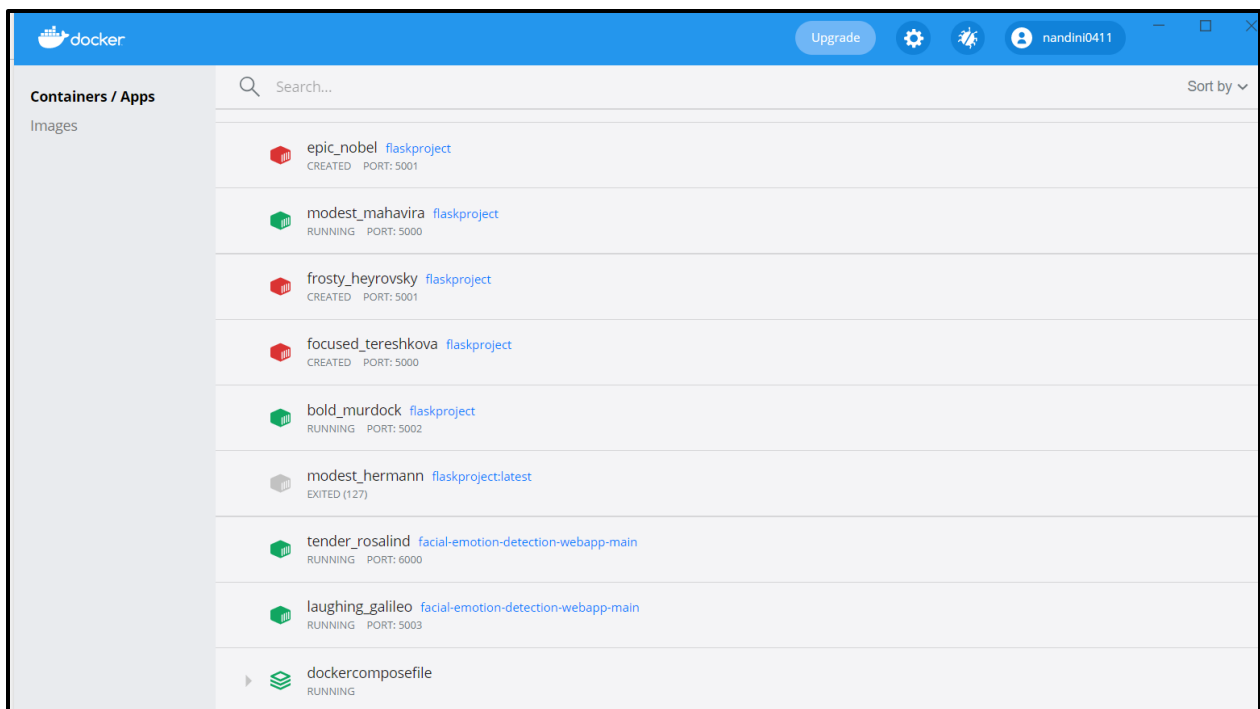 docker
Upgrade
nandini0411
Containers / Apps
Images
Search...
Sort by
epic_nobel flaskproject
CREATED PORT: 5001
modest_mahavira flaskproject
RUNNING PORT: 5000
frosty_heyrovsky flaskproject
CREATED PORT: 5001
focused_tereshkova flaskproject
CREATED PORT: 5000
bold_murdock flaskproject
RUNNING PORT: 5002
modest_hermann flaskproject:latest
EXITED (127)
tender_rosalind facial-emotion-detection-webapp-main
RUNNING PORT: 6000
laughing_galileo facial-emotion-detection-webapp-main
RUNNING PORT: 5003
dockercomposefile
RUNNING